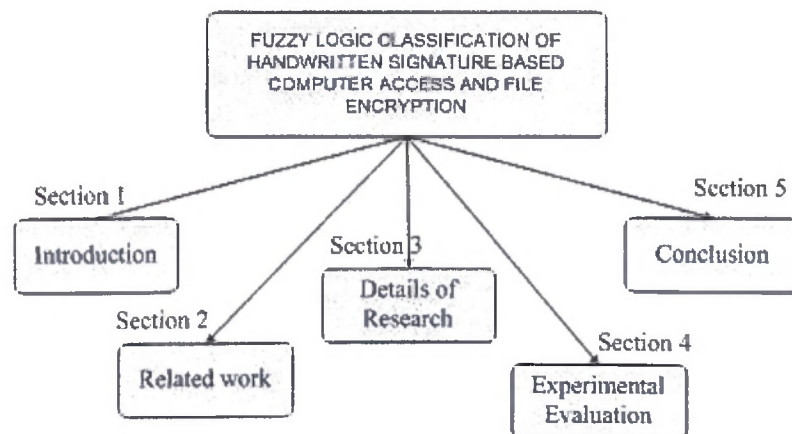 FUZZY LOGIC CLASSIFICATION OF
HANDWRITTEN SIGNATURE BASED
COMPUTER ACCESS AND FILE
ENCRYPTION
Section 1
Introduction
Section 2
Related work
Section 3
Details of
Research
Section 4
Experimental
Evaluation
Section 5
Conclusion